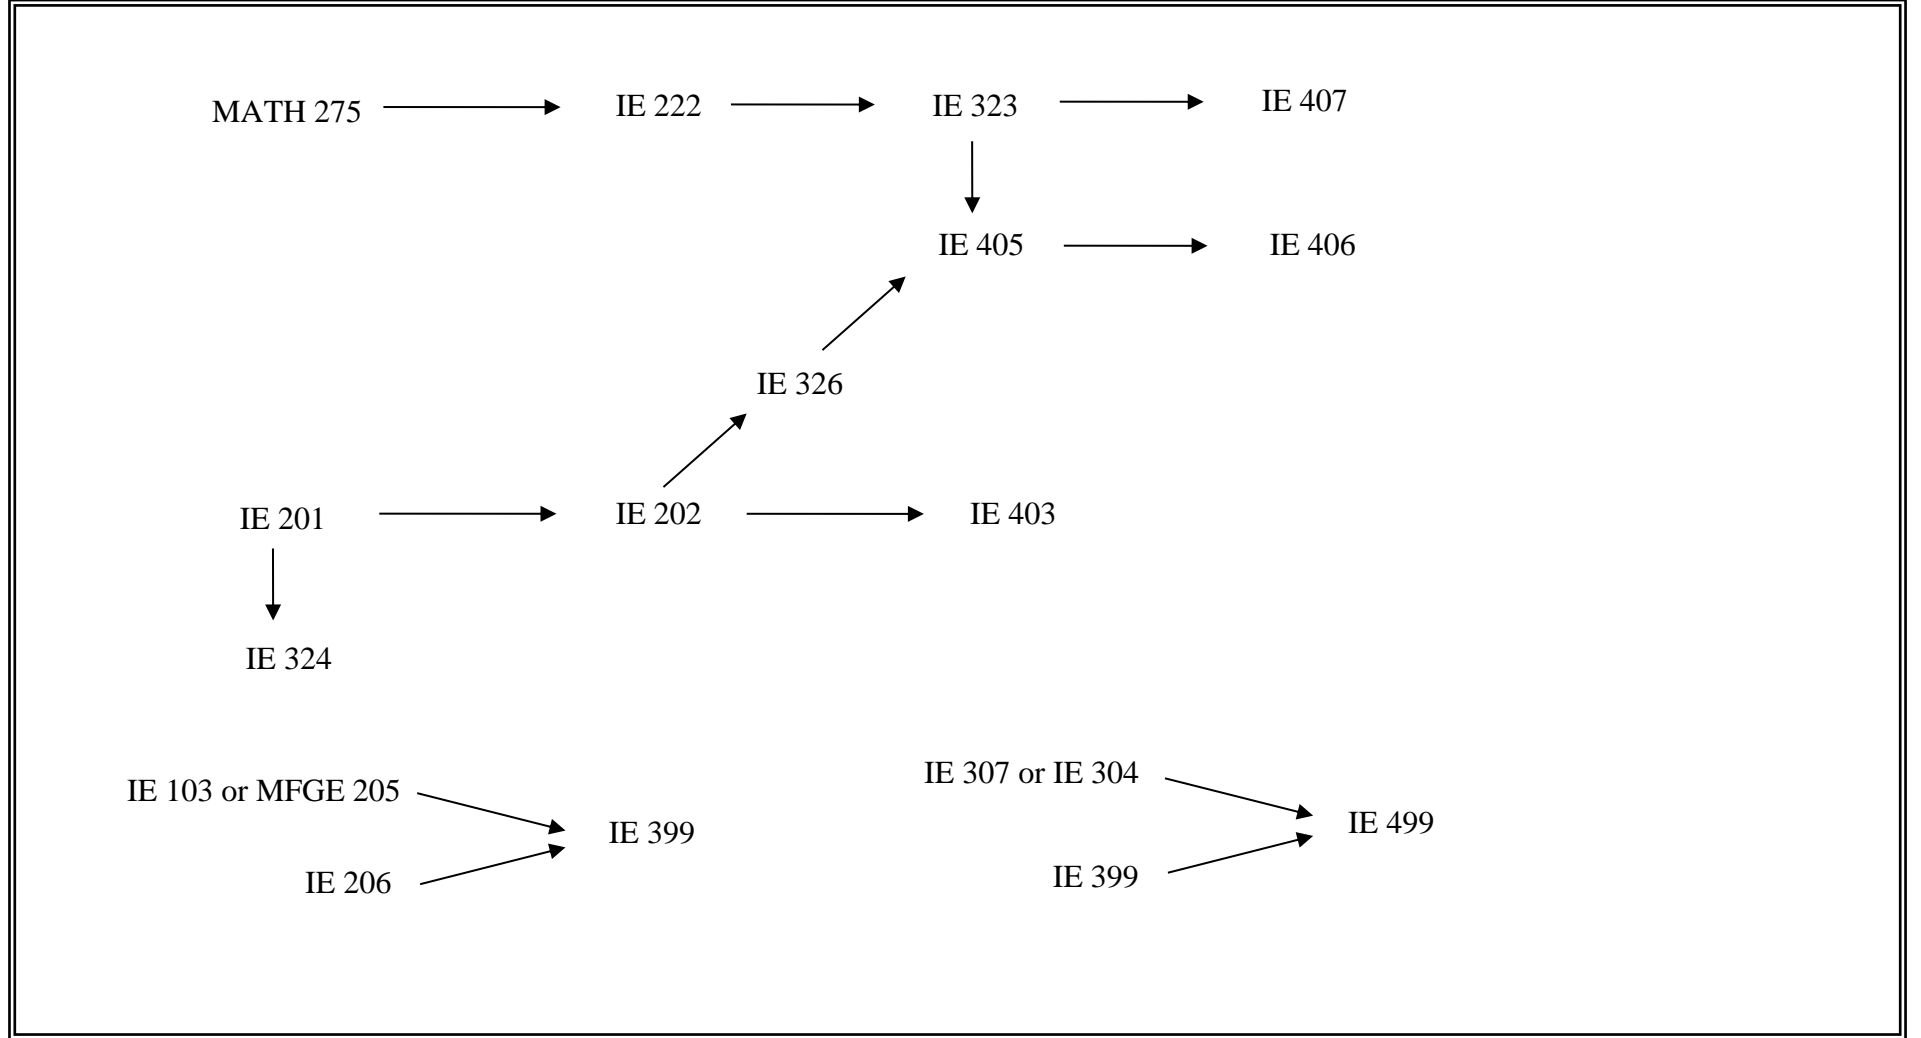 MATH 275
IE 222
IE 323
IE 407
IE 405
IE 406
IE 326
IE 201
IE 202
IE 403
IE 324
IE 103 or MFGE 205
IE 399
IE 206
IE 307 or IE 304
IE 499
IE 399